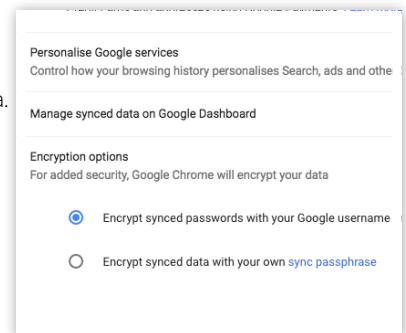 Personalise Google services
Control how your browsing history personalises Search, ads and othe
a.
Manage synced data on Google Dashboard
Encryption options
For added security, Google Chrome will encrypt your data
Encrypt synced passwords with your Google username
Encrypt synced data with your own sync passphrase